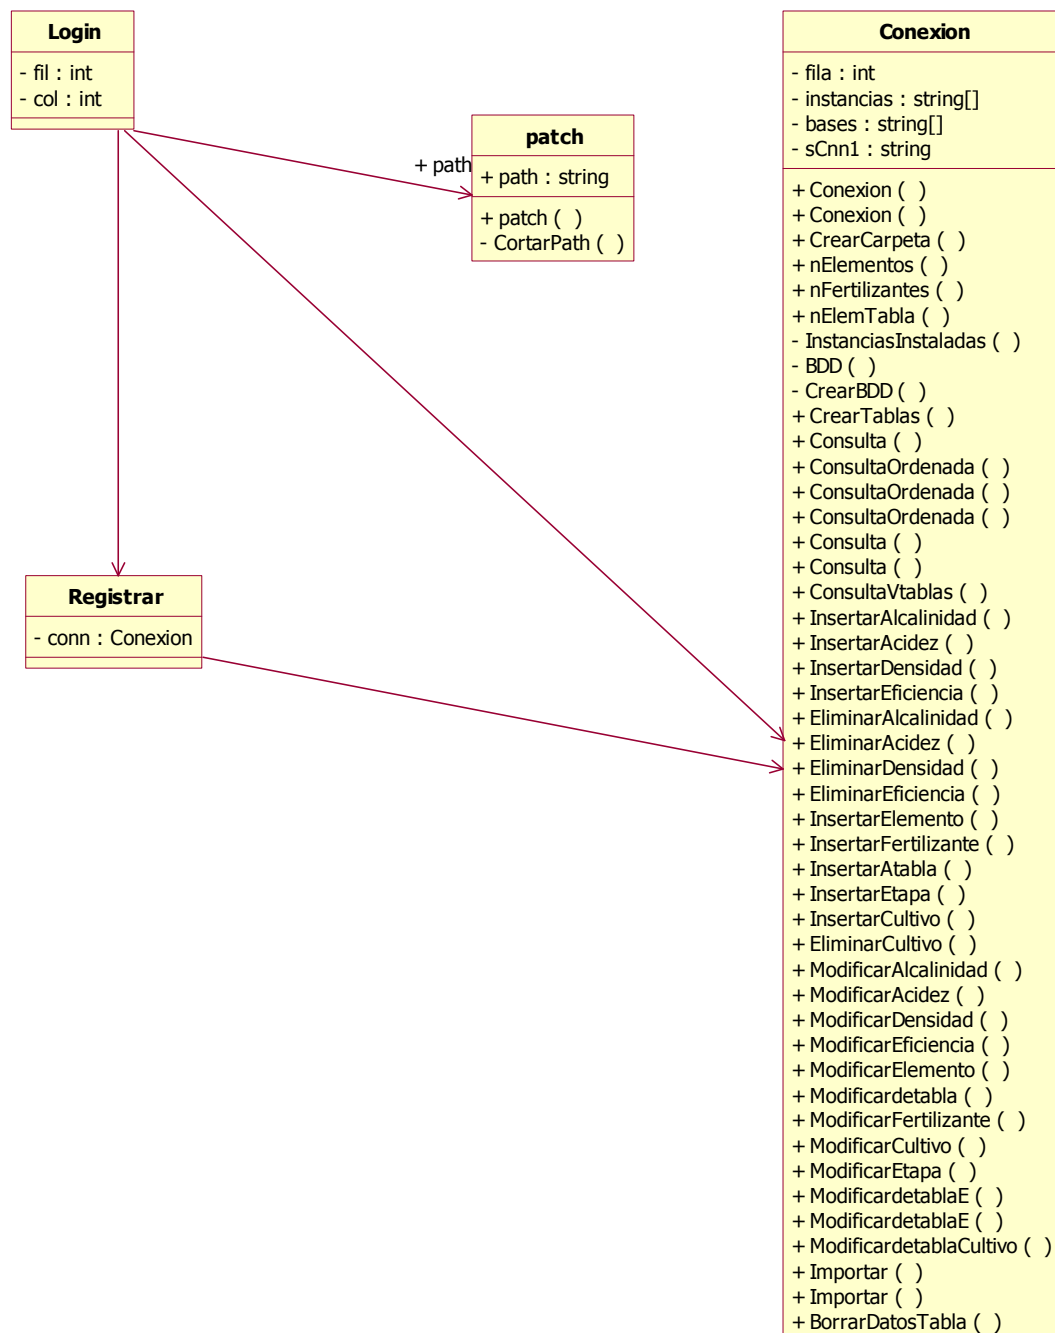 Login
- fil : int
- col : int
+ path
patch
+ path : string
+ patch ( )
- CortarPath ( )
Registrar
- conn : Conexion
Conexion
- fila : int
- instancias : string[]
- bases : string[]
- sCnn1 : string
+ Conexion ( )
+ Conexion ( )
+ CrearCarpeta ( )
+ nElementos ( )
+ nFertilizantes ( )
+ nElemTabla ( )
- InstanciasInstaladas ( )
- BDD ( )
- CrearBDD ( )
+ CrearTablas ( )
+ Consulta ( )
+ ConsultaOrdenada ( )
+ ConsultaOrdenada ( )
+ ConsultaOrdenada ( )
+ Consulta ( )
+ Consulta ( )
+ ConsultaVtablas ( )
+ InsertarAlcalinidad ( )
+ InsertarAcidez ( )
+ InsertarDensidad ( )
+ InsertarEficiencia ( )
+ EliminarAlcalinidad ( )
+ EliminarAcidez ( )
+ EliminarDensidad ( )
+ EliminarEficiencia ( )
+ InsertarElemento ( )
+ InsertarFertilizante ( )
+ InsertarAtabla ( )
+ InsertarEtapa ( )
+ InsertarCultivo ( )
+ EliminarCultivo ( )
+ ModificarAlcalinidad ( )
+ ModificarAcidez ( )
+ ModificarDensidad ( )
+ ModificarEficiencia ( )
+ ModificarElemento ( )
+ Modificardetabla ( )
+ ModificarFertilizante ( )
+ ModificarCultivo ( )
+ ModificarEtapa ( )
+ ModificardetablaE ( )
+ ModificardetablaE ( )
+ ModificardetablaCultivo ( )
+ Importar ( )
+ Importar ( )
+ BorrarDatosTabla ( )